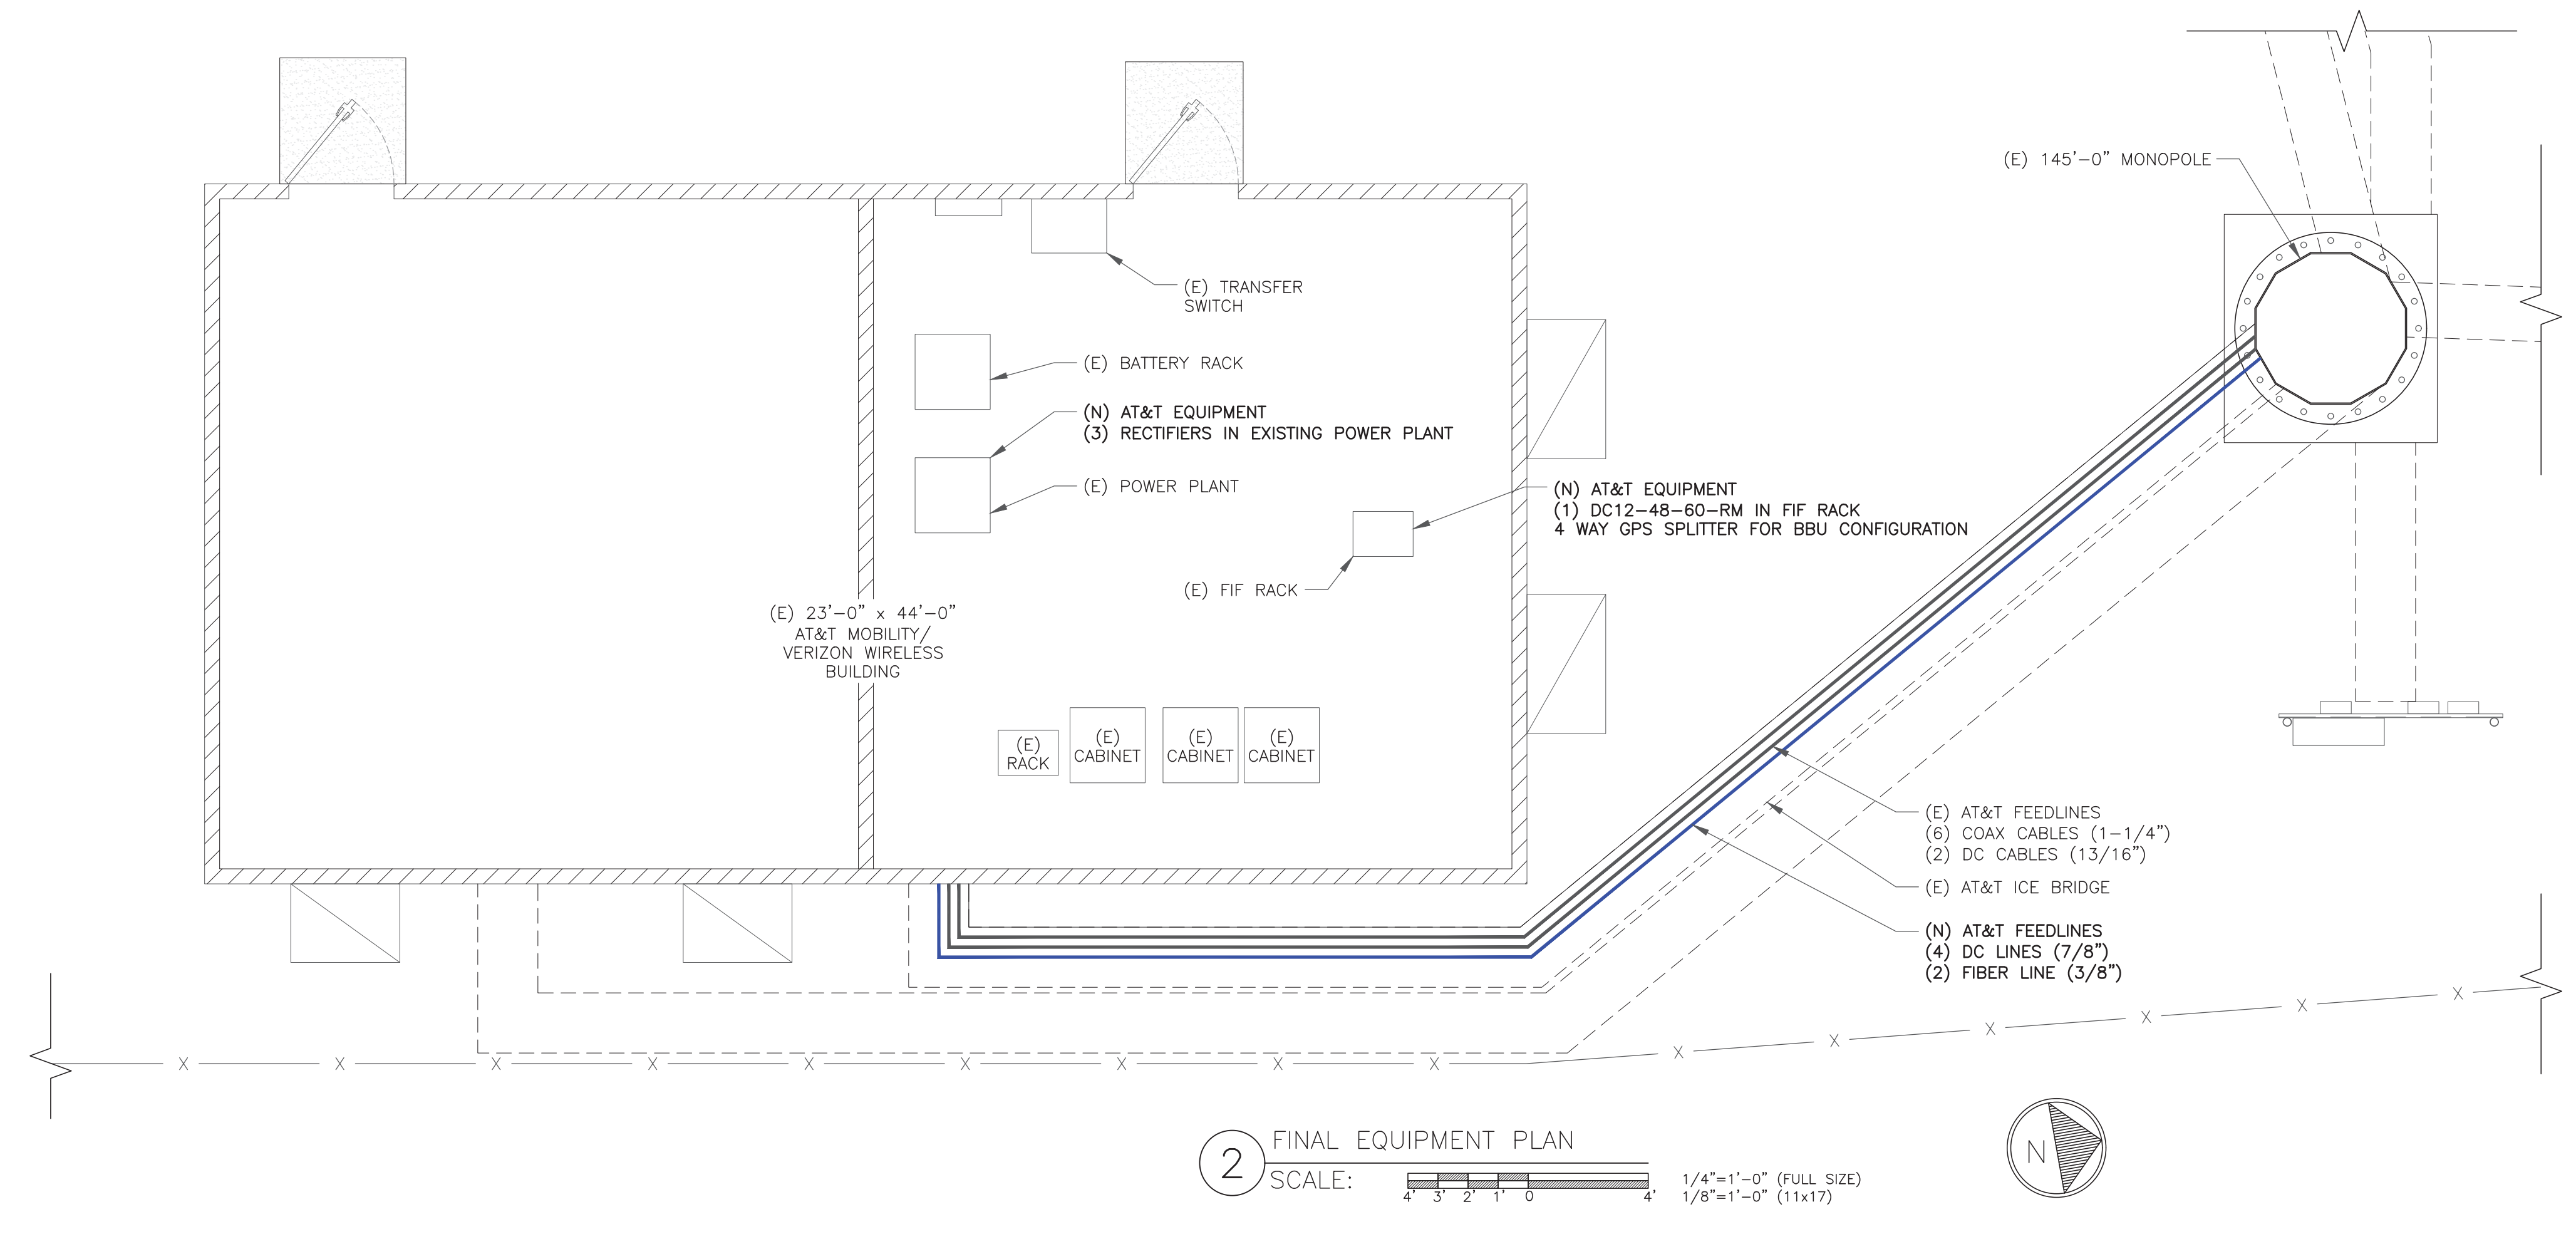 (E) 145'-0" MONOPOLE
(E) TRANSFER
SWITCH
(E) BATTERY RACK
(N) AT&T EQUIPMENT
(3) RECTIFIERS IN EXISTING POWER PLANT
(E) POWER PLANT
(N) AT&T EQUIPMENT
(1) DC12-48-60-RM IN FIF RACK
4 WAY GPS SPLITTER FOR BBU CONFIGURATION
(E) FIF RACK
(E) 23'-0" x 44'-0"
AT&T MOBILITY/
VERIZON WIRELESS
BUILDING
(E)
RACK
(E)
CABINET
(E)
CABINET
(E)
CABINET
(E) AT&T FEEDLINES
(6) COAX CABLES (1-1/4")
(2) DC CABLES (13/16")
(E) AT&T ICE BRIDGE
(N) AT&T FEEDLINES
(4) DC LINES (7/8")
(2) FIBER LINE (3/8")
X X X X X X X X X X X X X X X
2
FINAL EQUIPMENT PLAN
SCALE:
4' 3' 2' 1' 0 4'
1/4"=1'-0" (FULL SIZE)
1/8"=1'-0" (11x17)
N